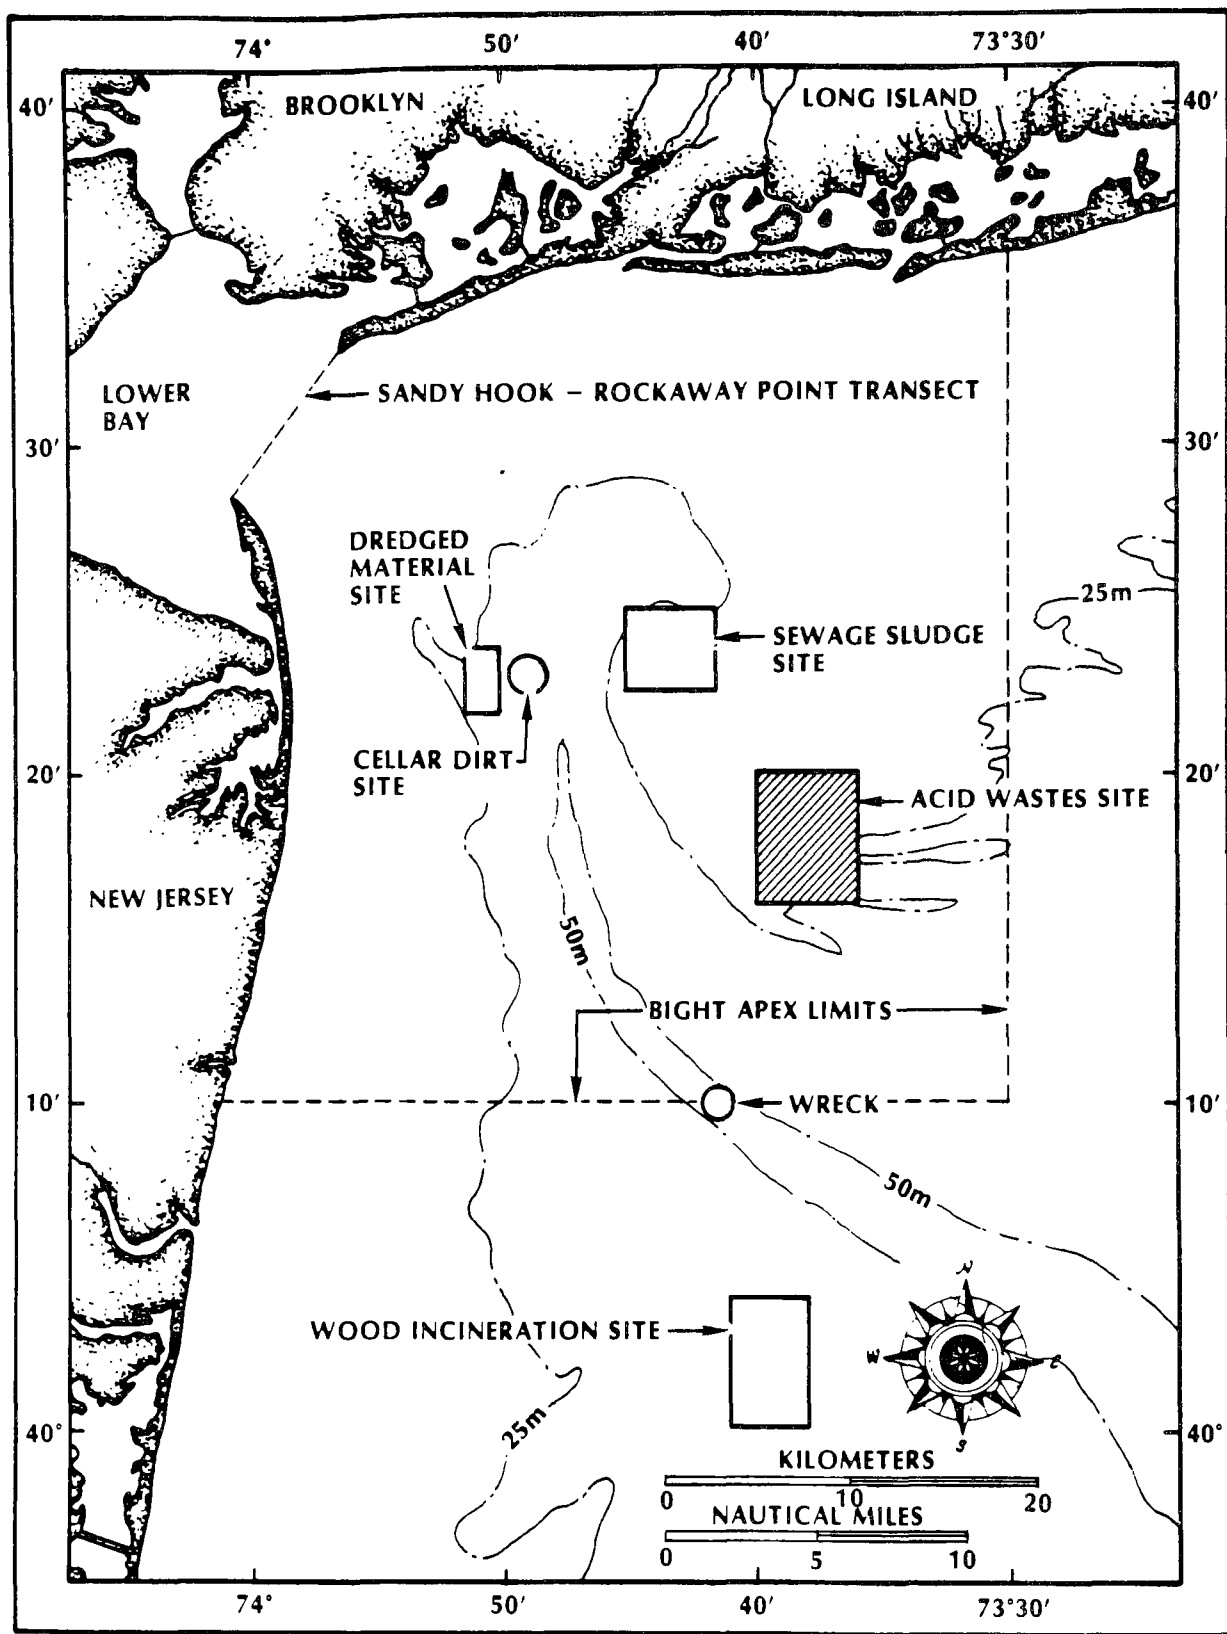 74°
50′
40′
73°30′
BROOKLYN
LONG ISLAND
40′
40′
LOWER
BAY
SANDY HOOK – ROCKAWAY POINT TRANSECT
30′
30′
DREDGED
MATERIAL
SITE
25m
SEWAGE SLUDGE
SITE
CELLAR DIRT
SITE
20′
20′
ACID WASTES SITE
NEW JERSEY
50m
BIGHT APEX LIMITS
10′
WRECK
10′
50m
N
WOOD INCINERATION SITE
W
E
S
25m
40°
40°
KILOMETERS
0
10
20
NAUTICAL MILES
0
5
10
74°
50′
40′
73°30′